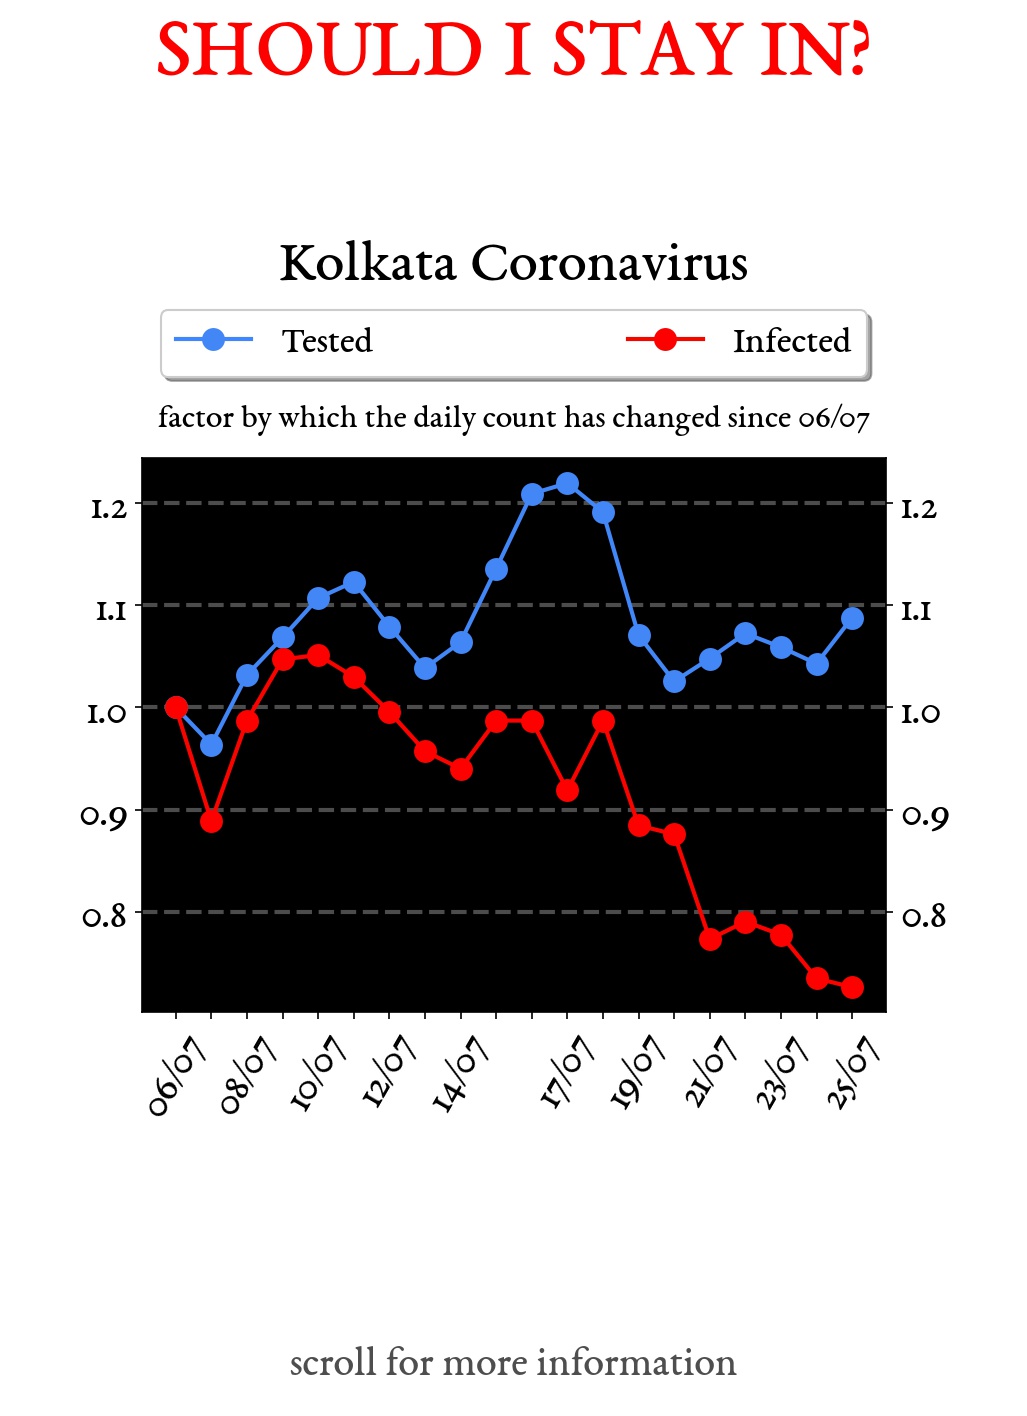 SHOULD I STAY IN?
Kolkata Coronavirus
Tested Infected
factor by which the daily count has changed since 06/07
1.2 1.2
1.1 1.1
1.0 1.0
0.9 0.9
0.8 0.8
06/07 08/07 10/07 12/07 14/07 17/07 19/07 21/07 23/07 25/07
scroll for more information